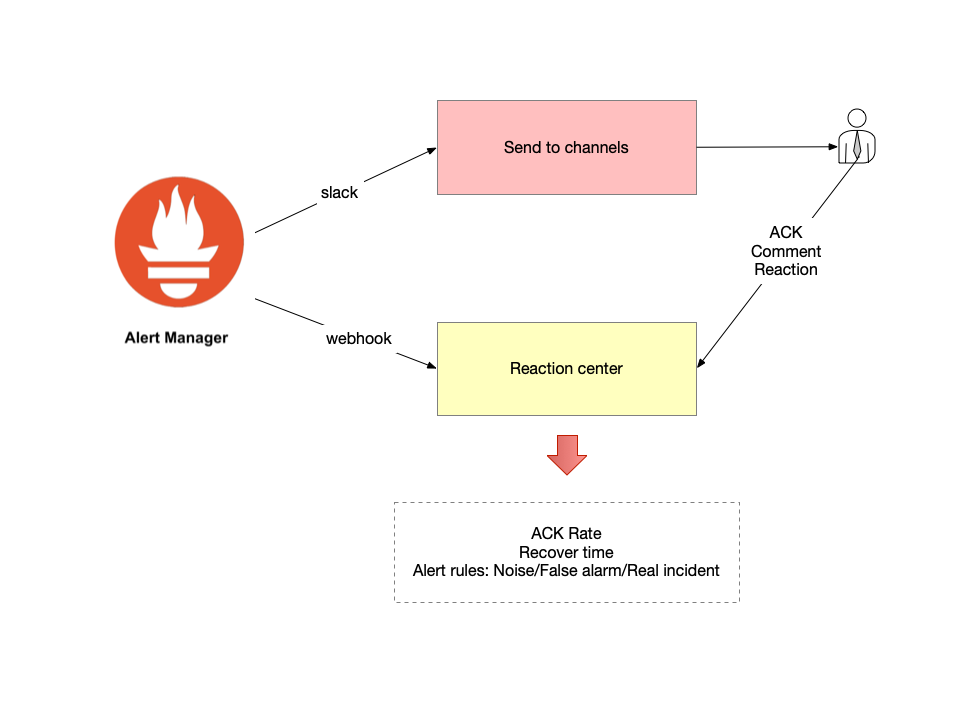 Send to channels
slack
ACK
Comment
Reaction
Alert Manager
webhook
Reaction center
ACK Rate
Recover time
Alert rules: Noise/False alarm/Real incident